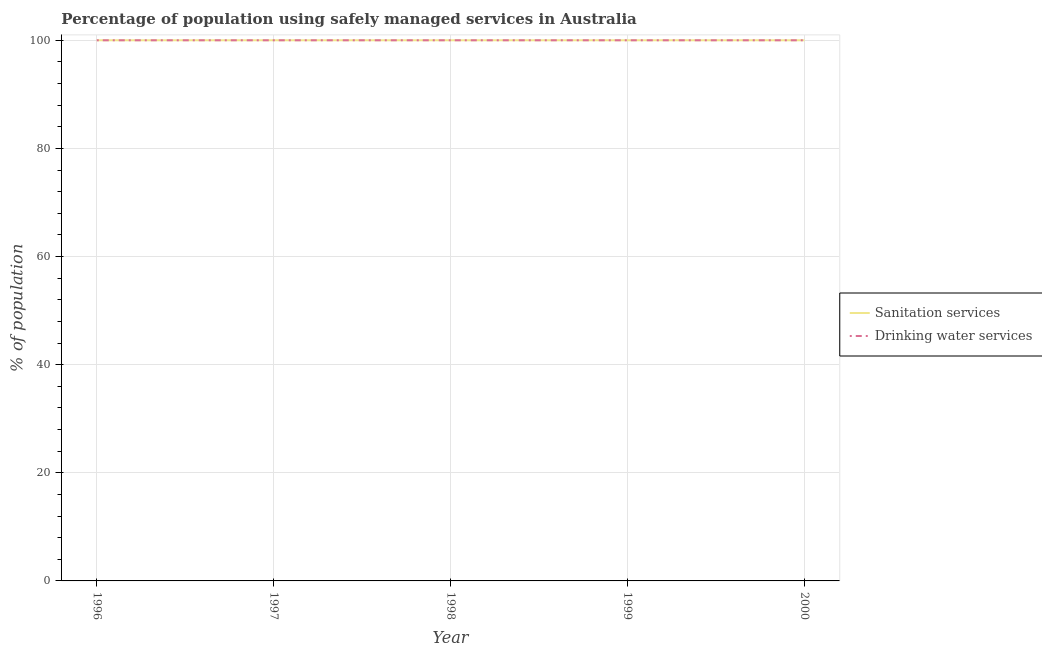 Percentage of population using safely managed services in Australia
100
80
60
40
20
0
% of population
1996
1997
1998
1999
2000
Year
Sanitation services
Drinking water services